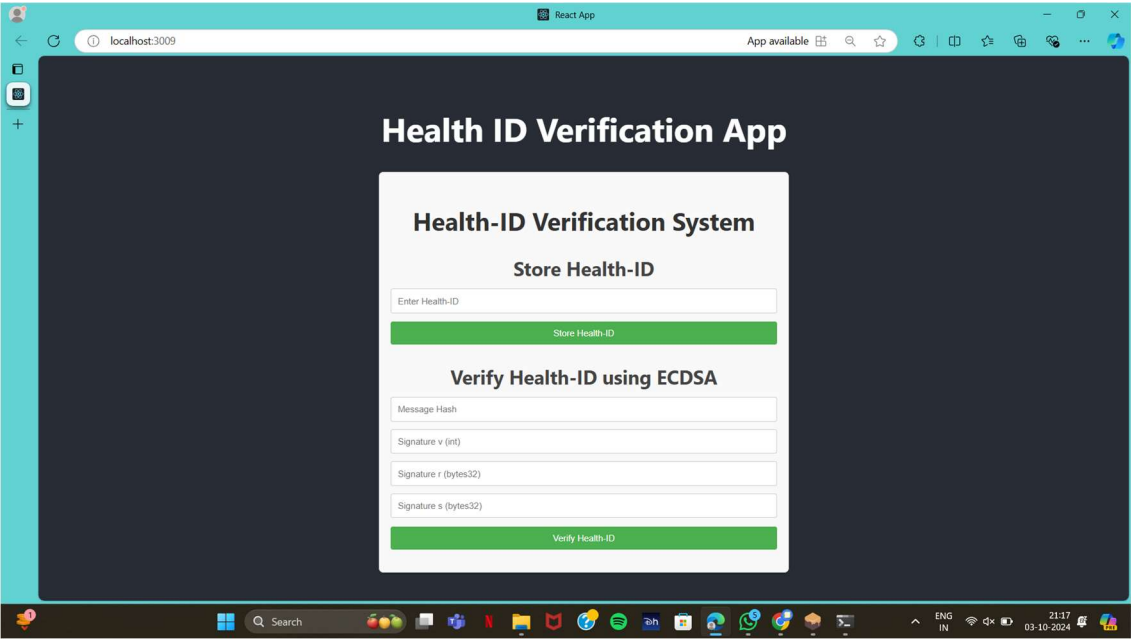 React App
localhost:3009
App available
Health ID Verification App
Health-ID Verification System
Store Health-ID
Enter Health-ID
Store Health-ID
Verify Health-ID using ECDSA
Message Hash
Signature v (int)
Signature r (bytes32)
Signature s (bytes32)
Verify Health-ID
1
Search
ENG
IN
21:17
03-10-2024